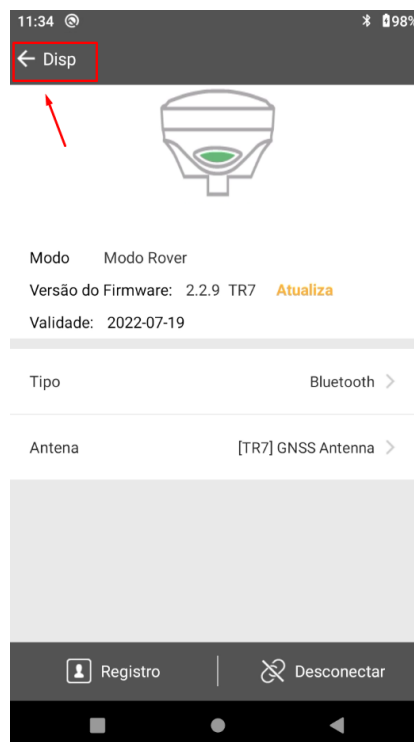 11:34 98%
Disp
Modo Modo Rover
Versão do Firmware: 2.2.9 TR7 Atualiza
Validade: 2022-07-19
Tipo Bluetooth
Antena [TR7] GNSS Antenna
Registro Desconectar